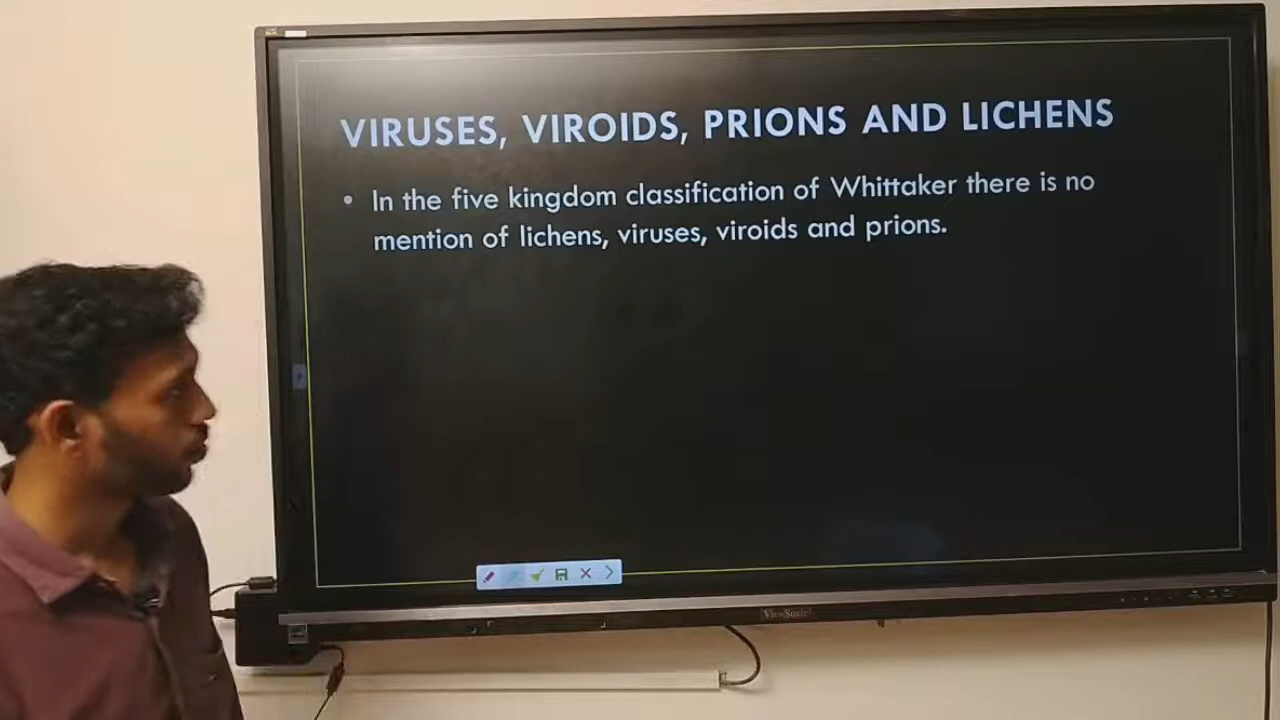 VIRUSES, VIROIDS, PRIONS AND LICHENS
• In the five kingdom classification of Whittaker there is no
mention of lichens, viruses, viroids and prions.
ViewSonic